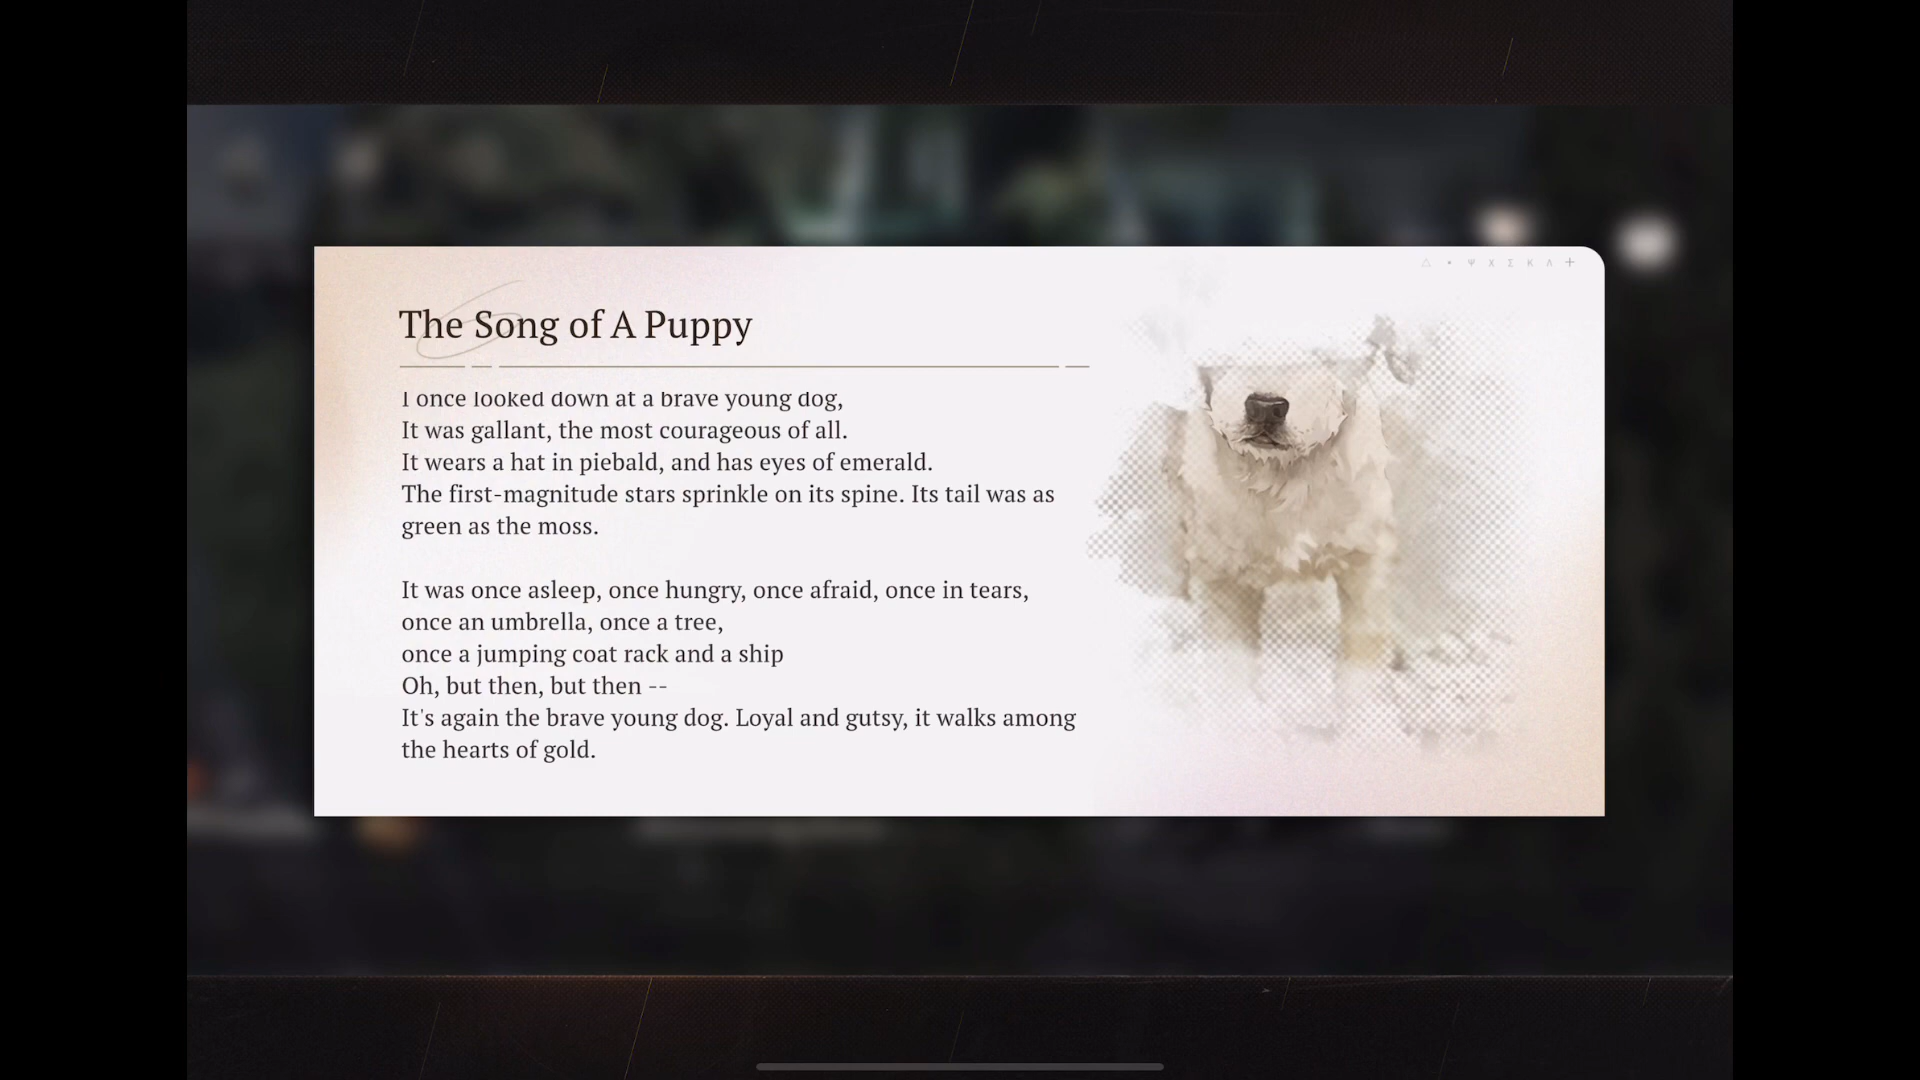 △ • Ψ X Σ K Λ +
The Song of A Puppy
I once looked down at a brave young dog,
It was gallant, the most courageous of all.
It wears a hat in piebald, and has eyes of emerald.
The first-magnitude stars sprinkle on its spine. Its tail was as
green as the moss.
It was once asleep, once hungry, once afraid, once in tears,
once an umbrella, once a tree,
once a jumping coat rack and a ship
Oh, but then, but then --
It's again the brave young dog. Loyal and gutsy, it walks among
the hearts of gold.